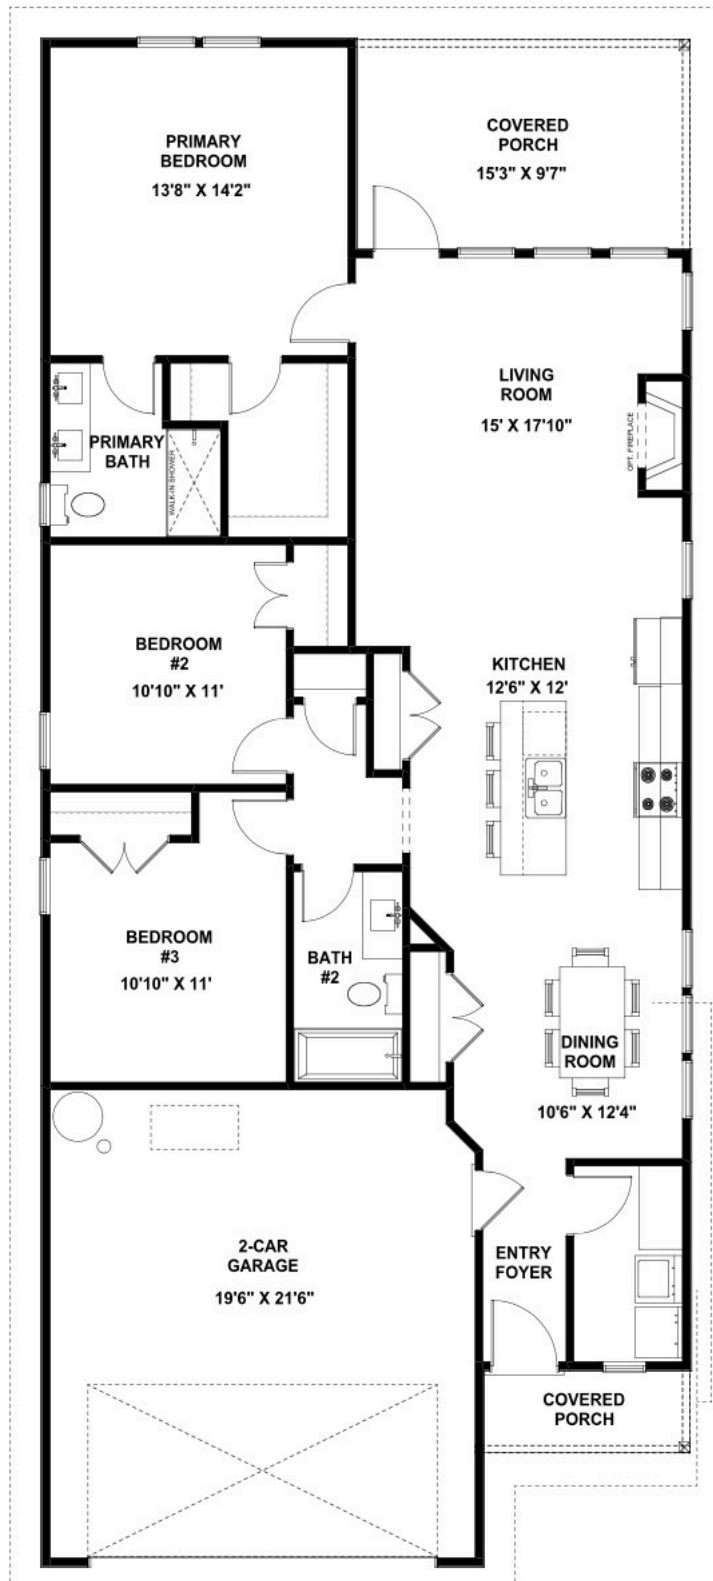 PRIMARY
BEDROOM
13'8" X 14'2"
COVERED
PORCH
15'3" X 9'7"
LIVING
ROOM
15' X 17'10"
OPT. FIREPLACE
PRIMARY
BATH
WALK-IN SHOWER
BEDROOM
#2
10'10" X 11'
KITCHEN
12'6" X 12'
BEDROOM
#3
10'10" X 11'
BATH
#2
DINING
ROOM
10'6" X 12'4"
2-CAR
GARAGE
19'6" X 21'6"
ENTRY
FOYER
COVERED
PORCH